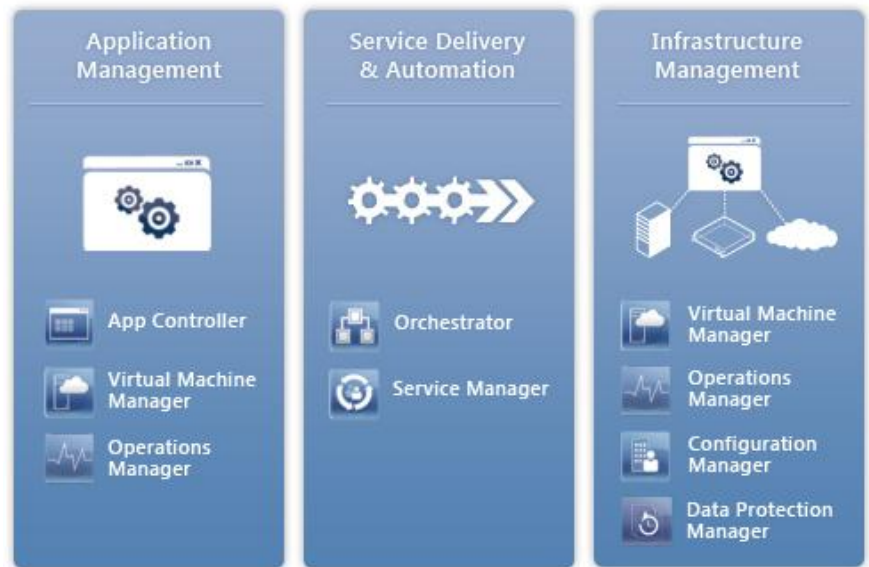 Application
Management
App Controller
Virtual Machine
Manager
Operations
Manager
Service Delivery
& Automation
Orchestrator
Service Manager
Infrastructure
Management
Virtual Machine
Manager
Operations
Manager
Configuration
Manager
Data Protection
Manager